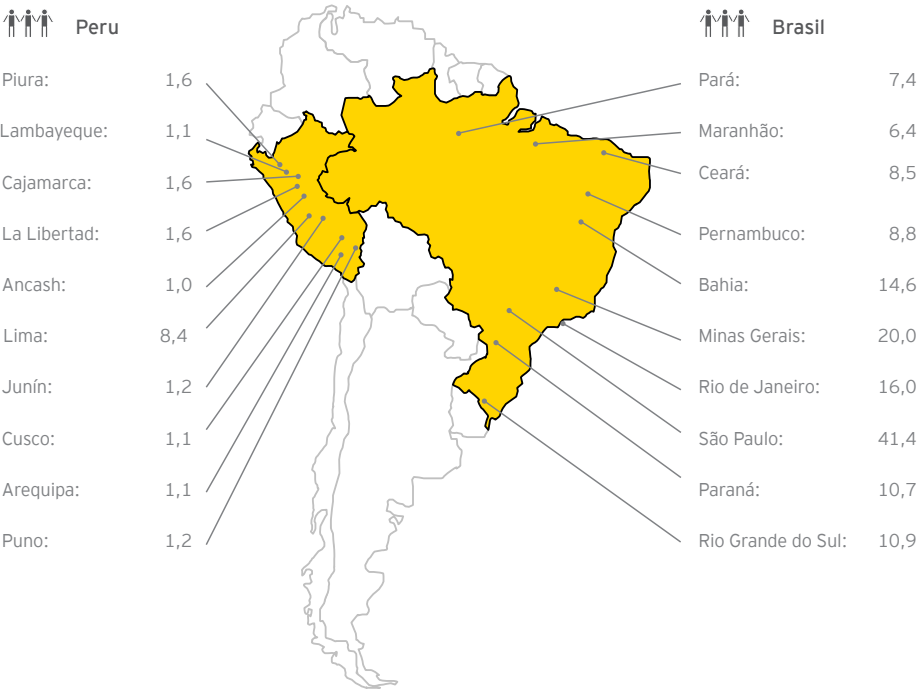 Peru
Piura: 1,6
Lambayeque: 1,1
Cajamarca: 1,6
La Libertad: 1,6
Ancash: 1,0
Lima: 8,4
Junín: 1,2
Cusco: 1,1
Arequipa: 1,1
Puno: 1,2
Brasil
Pará: 7,4
Maranhão: 6,4
Ceará: 8,5
Pernambuco: 8,8
Bahia: 14,6
Minas Gerais: 20,0
Rio de Janeiro: 16,0
São Paulo: 41,4
Paraná: 10,7
Rio Grande do Sul: 10,9